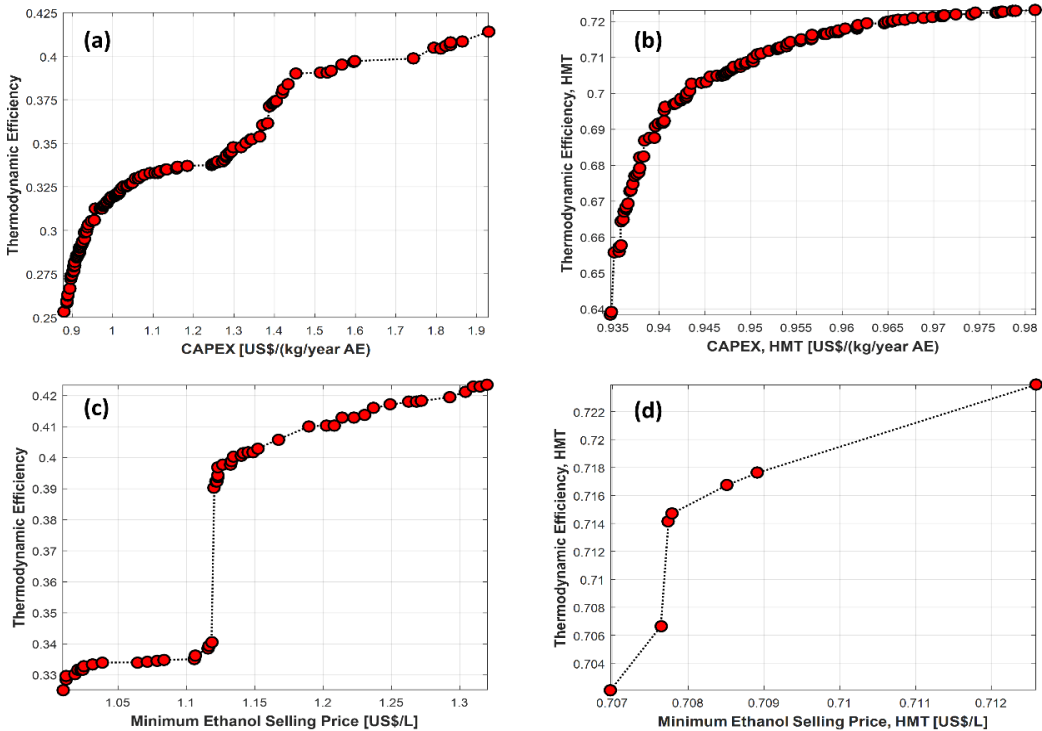 (a)
Thermodynamic Efficiency
0.425
0.4
0.375
0.35
0.325
0.3
0.275
0.25
0.9 1 1.1 1.2 1.3 1.4 1.5 1.6 1.7 1.8 1.9
CAPEX [US$/(kg/year AE)
(b)
Thermodynamic Efficiency, HMT
0.72
0.71
0.7
0.69
0.68
0.67
0.66
0.65
0.64
0.935 0.94 0.945 0.95 0.955 0.96 0.965 0.97 0.975 0.98
CAPEX, HMT [US$/(kg/year AE)
(c)
Thermodynamic Efficiency
0.42
0.41
0.4
0.39
0.38
0.37
0.36
0.35
0.34
0.33
1.05 1.1 1.15 1.2 1.25 1.3
Minimum Ethanol Selling Price [US$/L]
(d)
Thermodynamic Efficiency, HMT
0.722
0.72
0.718
0.716
0.714
0.712
0.71
0.708
0.706
0.704
0.707 0.708 0.709 0.71 0.711 0.712
Minimum Ethanol Selling Price, HMT [US$/L]